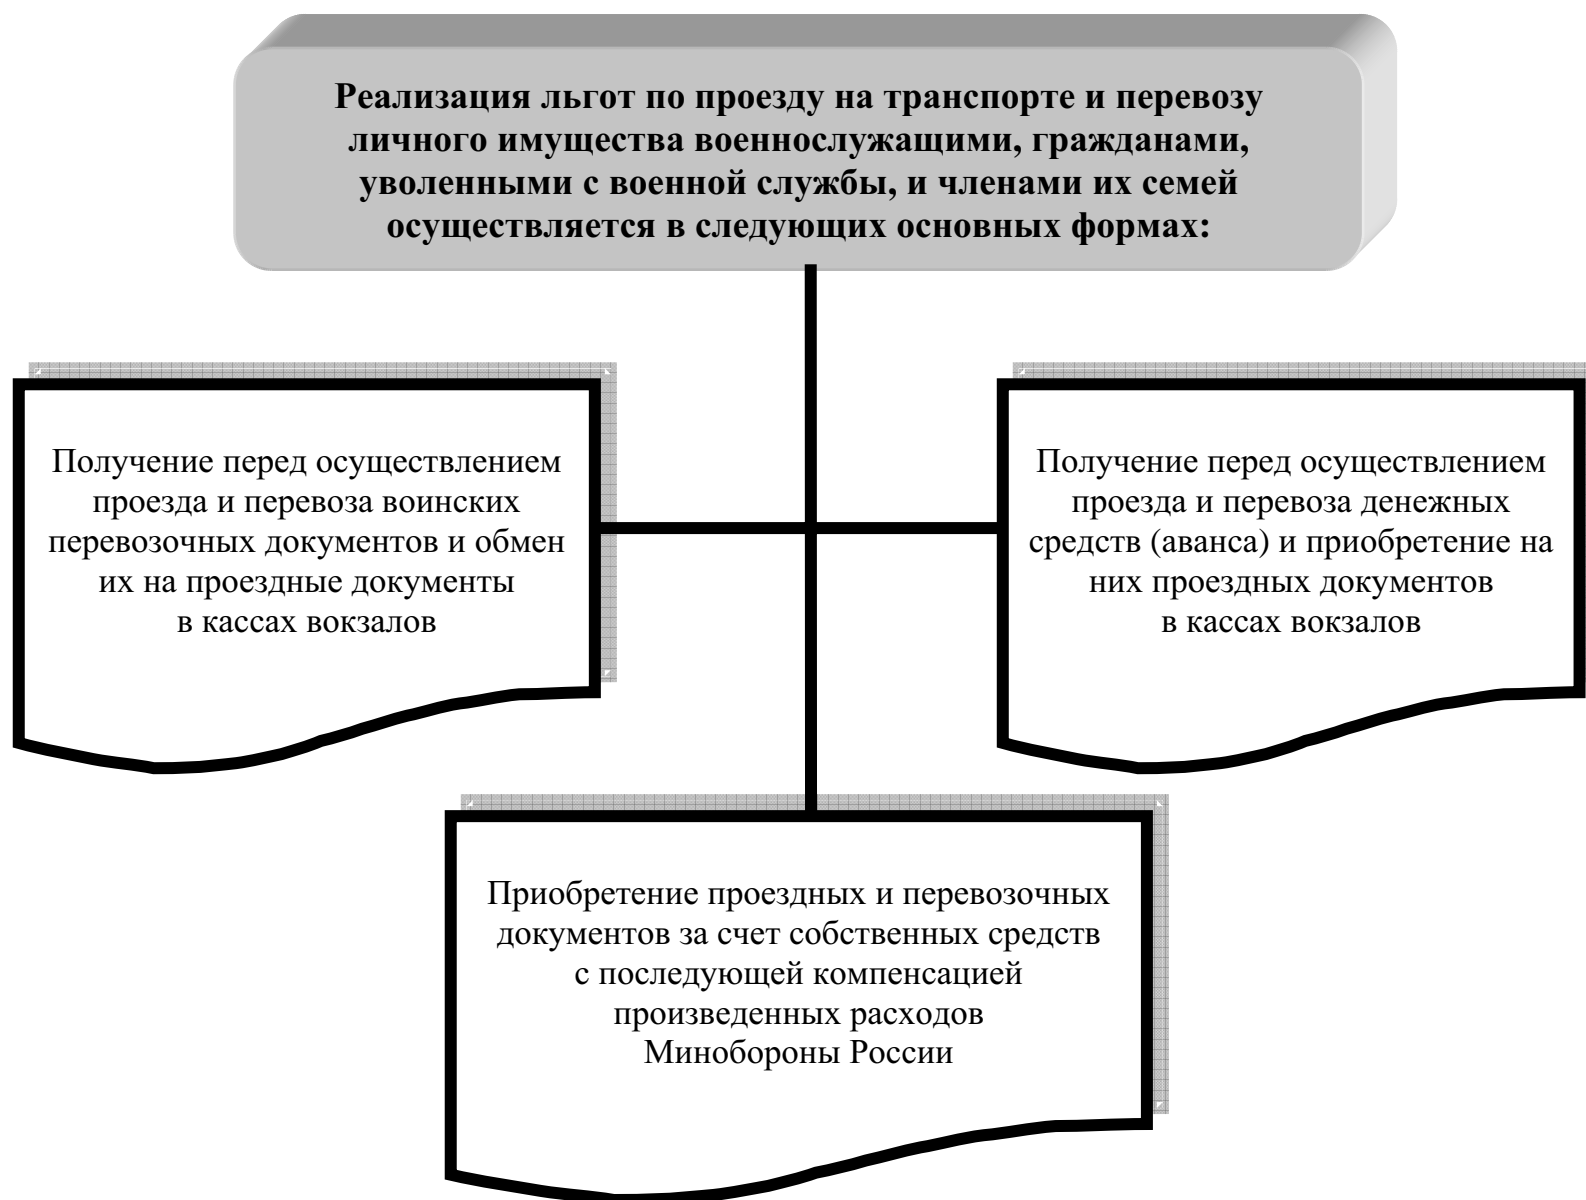 Реализация льгот по проезду на транспорте и перевозу
личного имущества военнослужащими, гражданами,
уволенными с военной службы, и членами их семей
осуществляется в следующих основных формах:
Получение перед осуществлением
проезда и перевоза воинских
перевозочных документов и обмен
их на проездные документы
в кассах вокзалов
Получение перед осуществлением
проезда и перевоза денежных
средств (аванса) и приобретение на
них проездных документов
в кассах вокзалов
Приобретение проездных и перевозочных
документов за счет собственных средств
с последующей компенсацией
произведенных расходов
Минобороны России